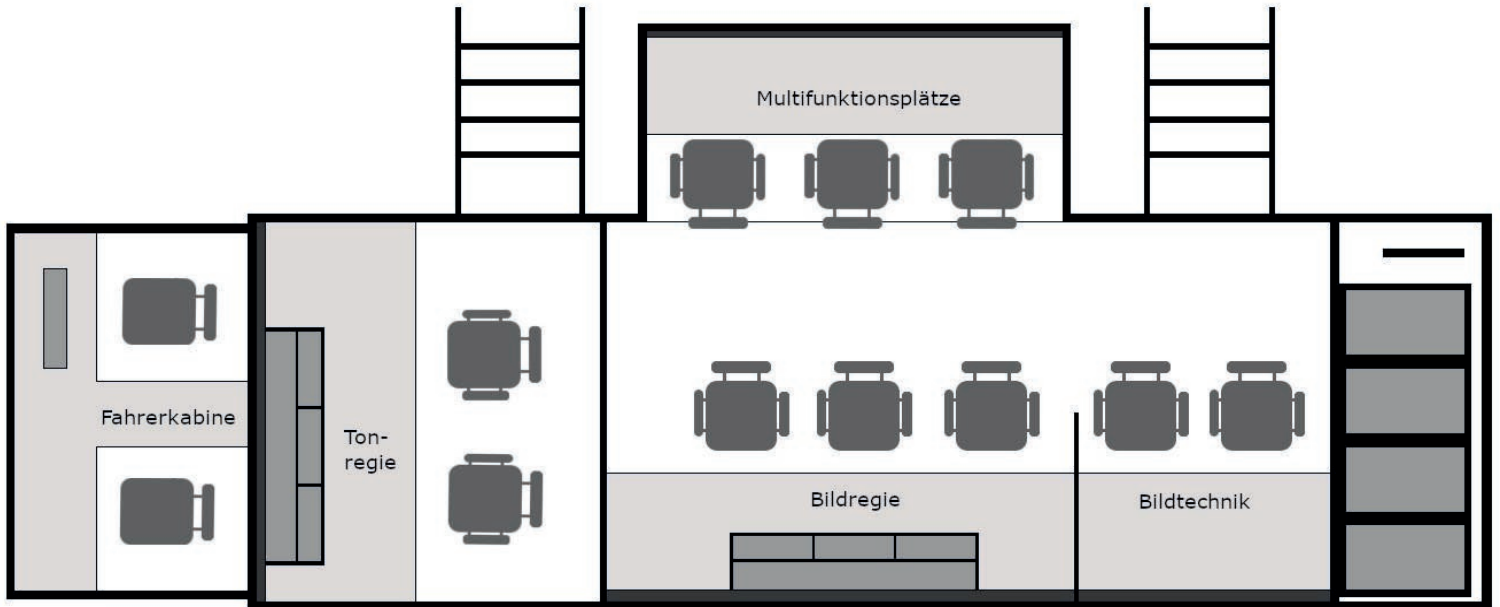 Multifunktionsplätze
Fahrerkabine
Ton-
regie
Bildregie
Bildtechnik